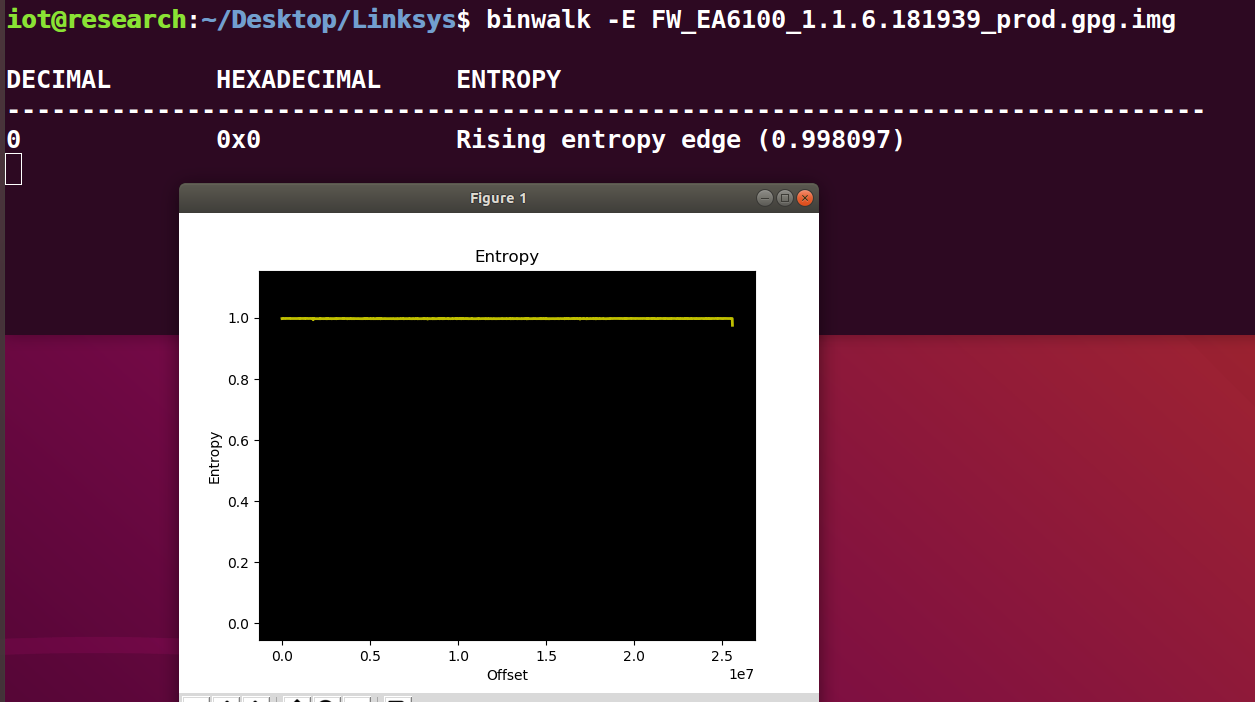 iot@research:~/Desktop/Linksys$ binwalk -E FW_EA6100_1.1.6.181939_prod.gpg.img
DECIMAL HEXADECIMAL ENTROPY
--------------------------------------------------------------------------------
0 0x0 Rising entropy edge (0.998097)
Figure 1
Entropy
1.0
0.8
0.6
Entropy
0.4
0.2
0.0
0.0 0.5 1.0 1.5 2.0 2.5
1e7
Offset